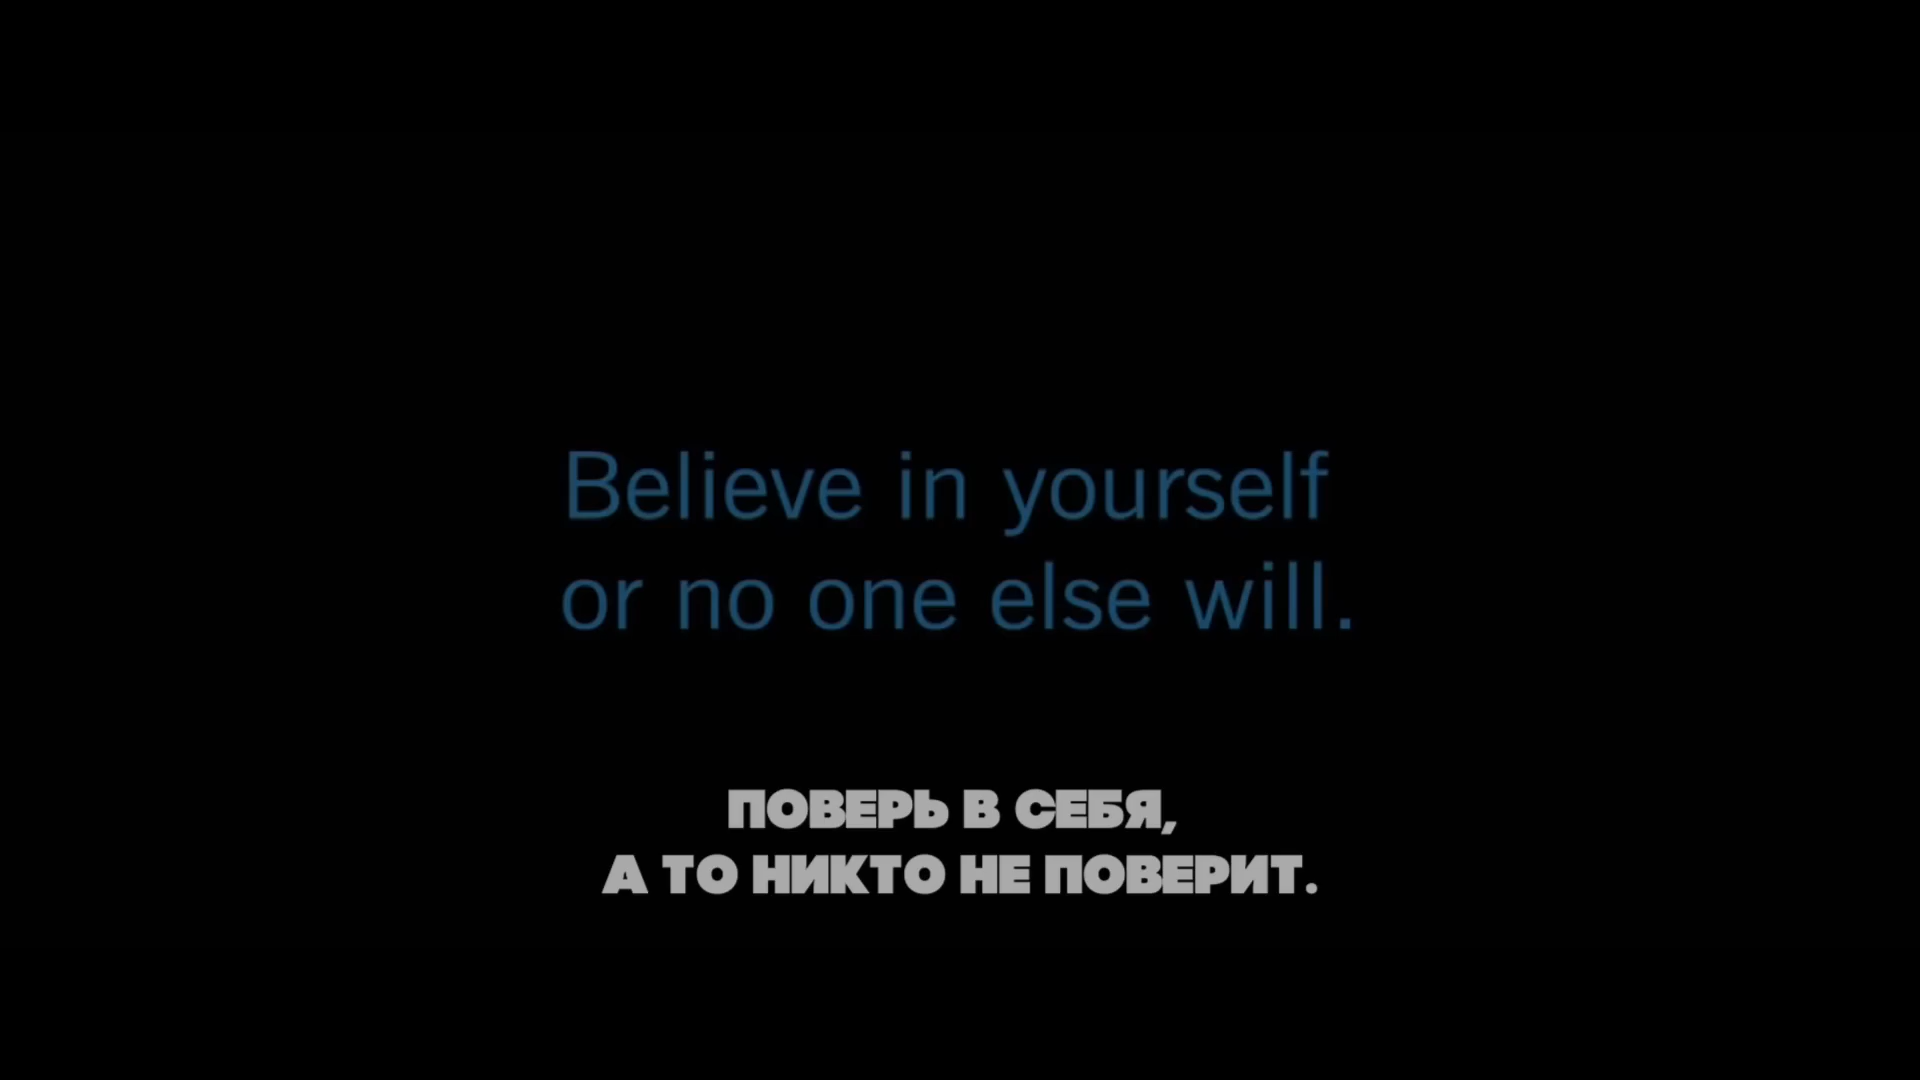 Believe in yourself
or no one else will.
ПОВЕРЬ В СЕБЯ,
А ТО НИКТО НЕ ПОВЕРИТ.